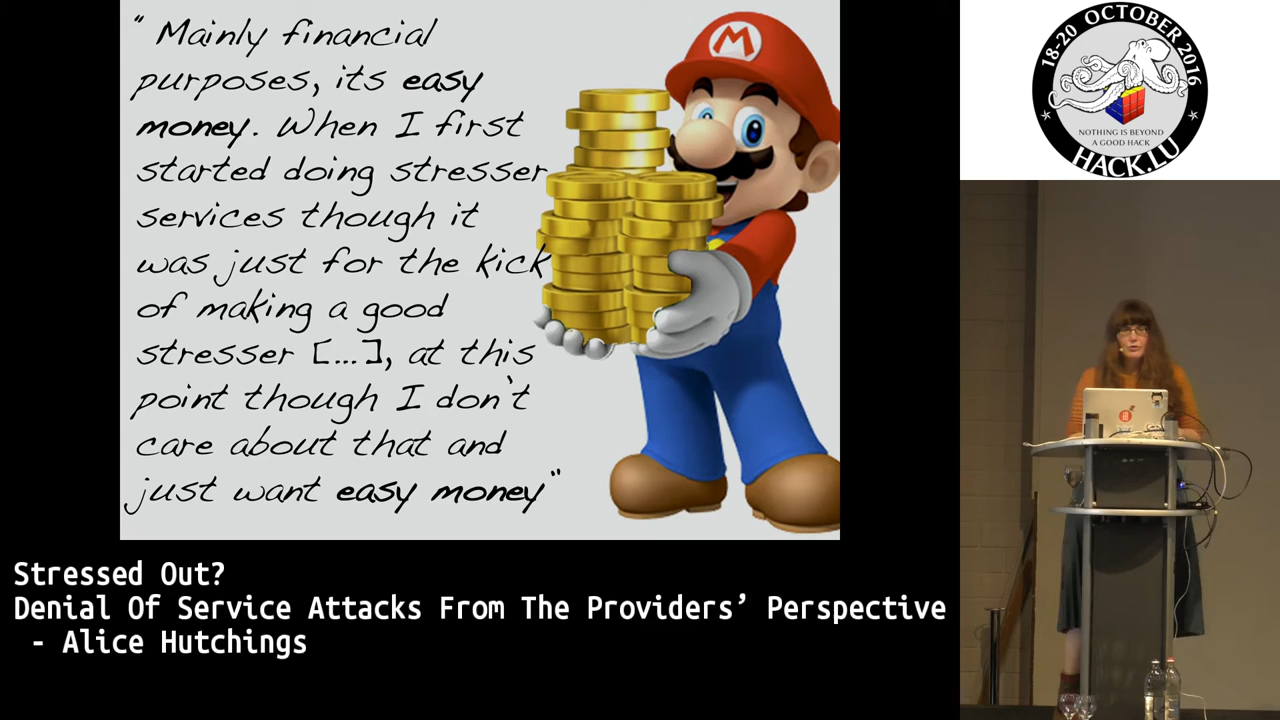 " Mainly financial
purposes, its easy
money. When I first
started doing stresser
services though it
was just for the kick
of making a good
stresser [...], at this
point though I don't
care about that and
just want easy money"
M
18-20 OCTOBER 2016
NOTHING IS BEYOND
A GOOD HACK
HACK.LU
Stressed Out?
Denial Of Service Attacks From The Providers' Perspective
- Alice Hutchings